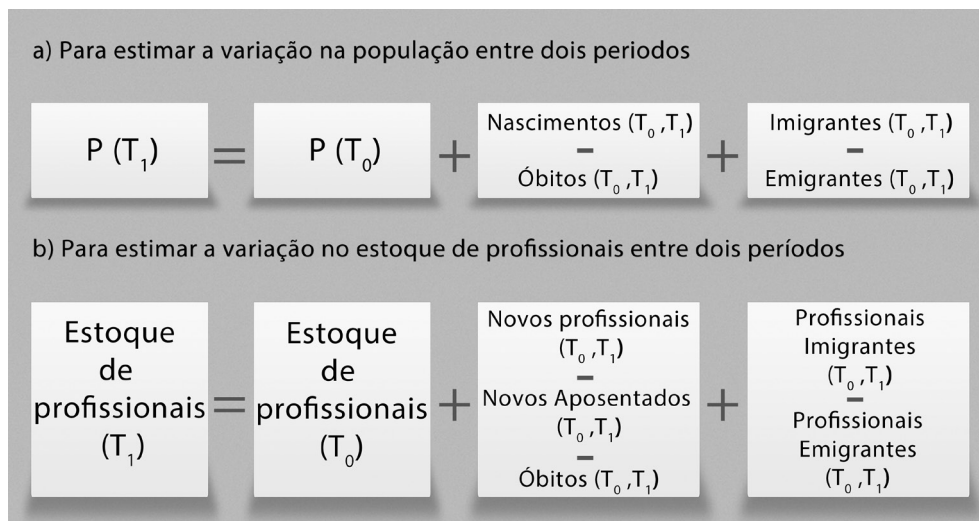 a) Para estimar a variação na população entre dois periodos
P (T₁) = P (T₀) + Nascimentos (T₀,T₁) − Óbitos (T₀,T₁) + Imigrantes (T₀,T₁) − Emigrantes (T₀,T₁)
b) Para estimar a variação no estoque de profissionais entre dois períodos
Estoque
de
profissionais
(T₁)
=
Estoque
de
profissionais
(T₀)
+
Novos profissionais
(T₀,T₁)
−
Novos Aposentados
(T₀,T₁)
−
Óbitos (T₀,T₁)
+
Profissionais
Imigrantes
(T₀,T₁)
−
Profissionais
Emigrantes
(T₀,T₁)